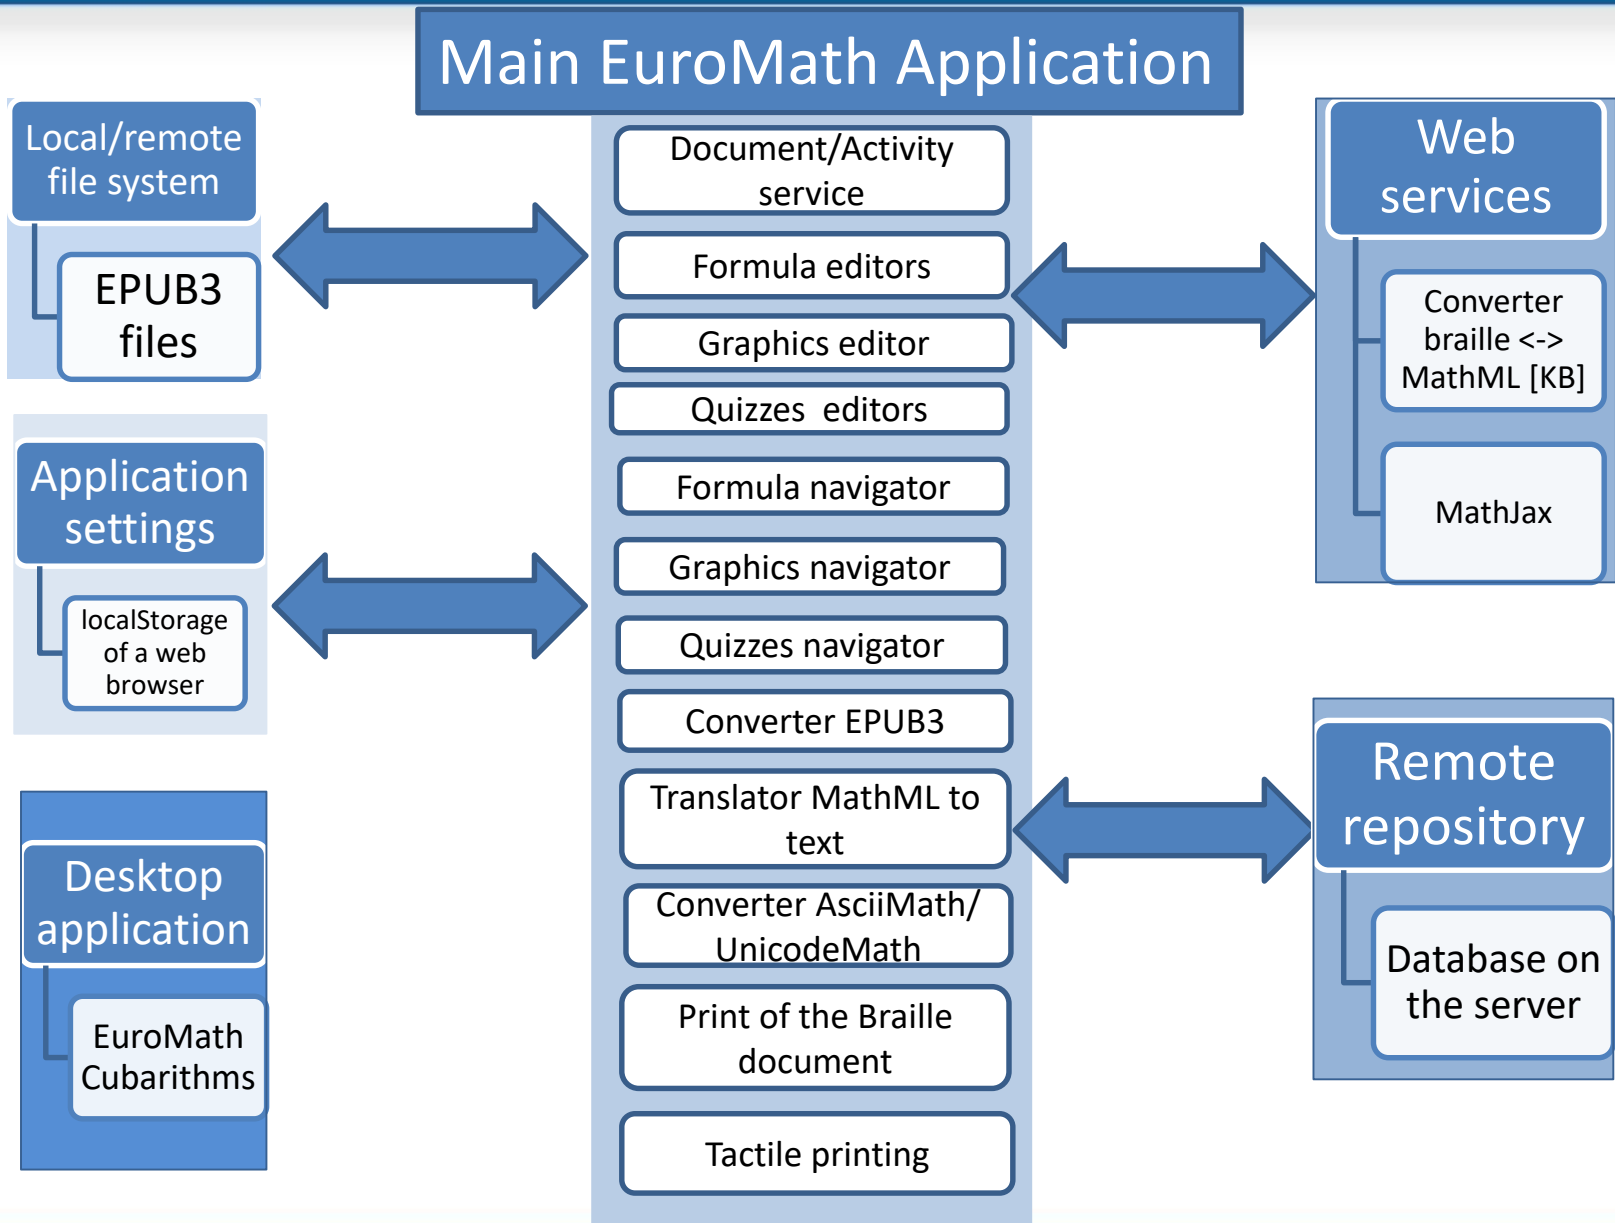 Main EuroMath Application
Local/remote
file system
EPUB3
files
Application
settings
localStorage
of a web
browser
Desktop
application
EuroMath
Cubarithms
Document/Activity
service
Formula editors
Graphics editor
Quizzes editors
Formula navigator
Graphics navigator
Quizzes navigator
Converter EPUB3
Translator MathML to
text
Converter AsciiMath/
UnicodeMath
Print of the Braille
document
Tactile printing
Web
services
Converter
braille <->
MathML [KB]
MathJax
Remote
repository
Database on
the server